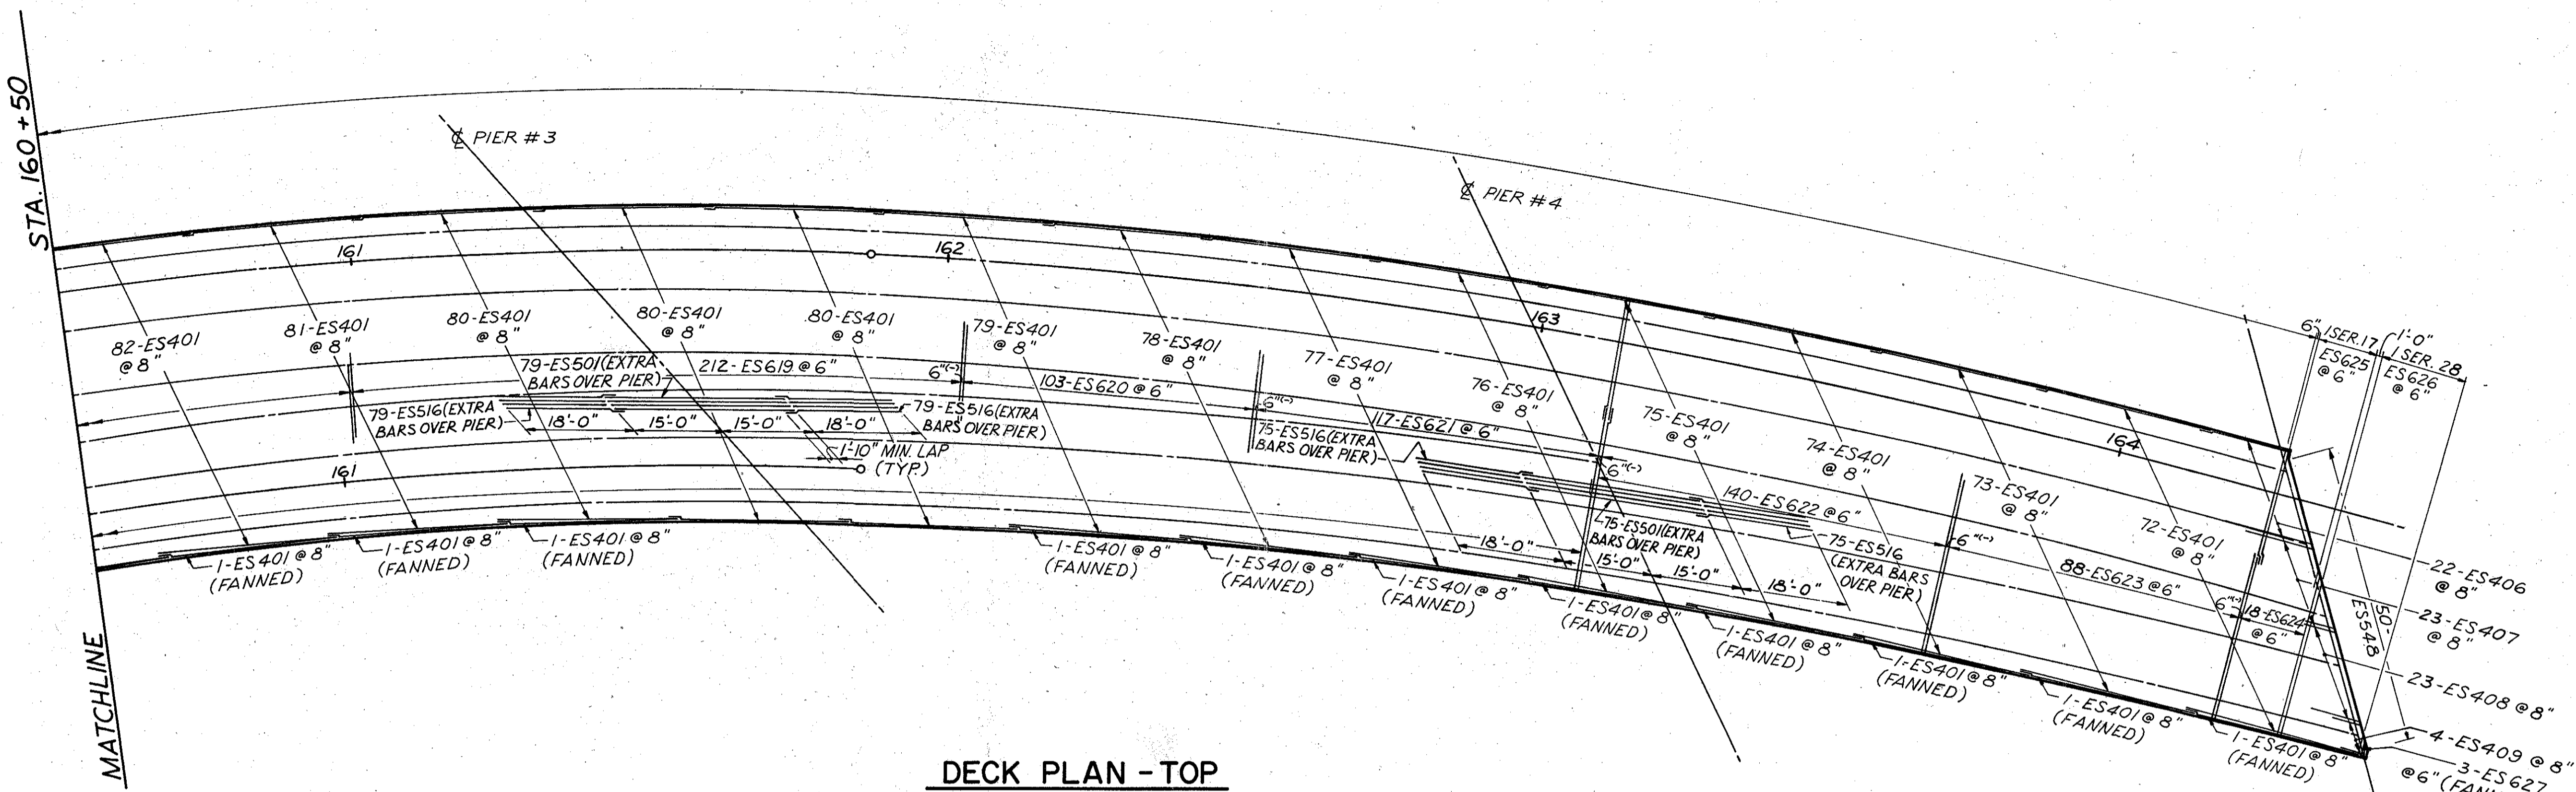 STA. 160 + 50
MATCHLINE
℄ PIER #3
℄ PIER #4
161
162
163
164
161
82-ES401
@ 8"
81-ES401
@ 8"
80-ES401
@ 8"
80-ES401
@ 8"
80-ES401
@ 8"
79-ES401
@ 8"
78-ES401
@ 8"
77-ES401
@ 8"
76-ES401
@ 8"
75-ES401
@ 8"
74-ES401
@ 8"
73-ES401
@ 8"
72-ES401
@ 8"
79-ES501 (EXTRA
BARS OVER PIER)
212-ES619 @ 6"
6"(-)
103-ES620 @ 6"
6"(-)
117-ES621 @ 6"
6"(-)
140-ES622 @ 6"
6"(-)
88-ES623 @ 6"
6"(-)
18-ES624
@ 6"
79-ES516 (EXTRA
BARS OVER PIER)
18'-0"
15'-0"
15'-0"
18'-0"
79-ES516 (EXTRA
BARS OVER PIER)
1'-10" MIN. LAP
(TYP.)
75-ES516 (EXTRA
BARS OVER PIER)
75-ES501 (EXTRA
BARS OVER PIER)
75-ES516
(EXTRA BARS
OVER PIER)
18'-0"
15'-0"
15'-0"
18'-0"
6"
1 SER. 17
ES625
@ 6"
1'-0"
1 SER. 28
ES626
@ 6"
50-
ES548
22-ES406
@ 8"
23-ES407
@ 8"
23-ES408 @ 8"
4-ES409 @ 8"
3-ES627
@ 6"
1-ES401 @ 8"
(FANNED)
1-ES401 @ 8"
(FANNED)
1-ES401 @ 8"
(FANNED)
1-ES401 @ 8"
(FANNED)
1-ES401 @ 8"
(FANNED)
1-ES401 @ 8"
(FANNED)
1-ES401 @ 8"
(FANNED)
1-ES401 @ 8"
(FANNED)
1-ES401 @ 8"
(FANNED)
1-ES401 @ 8"
(FANNED)
1-ES401 @ 8"
(FANNED)
DECK PLAN - TOP